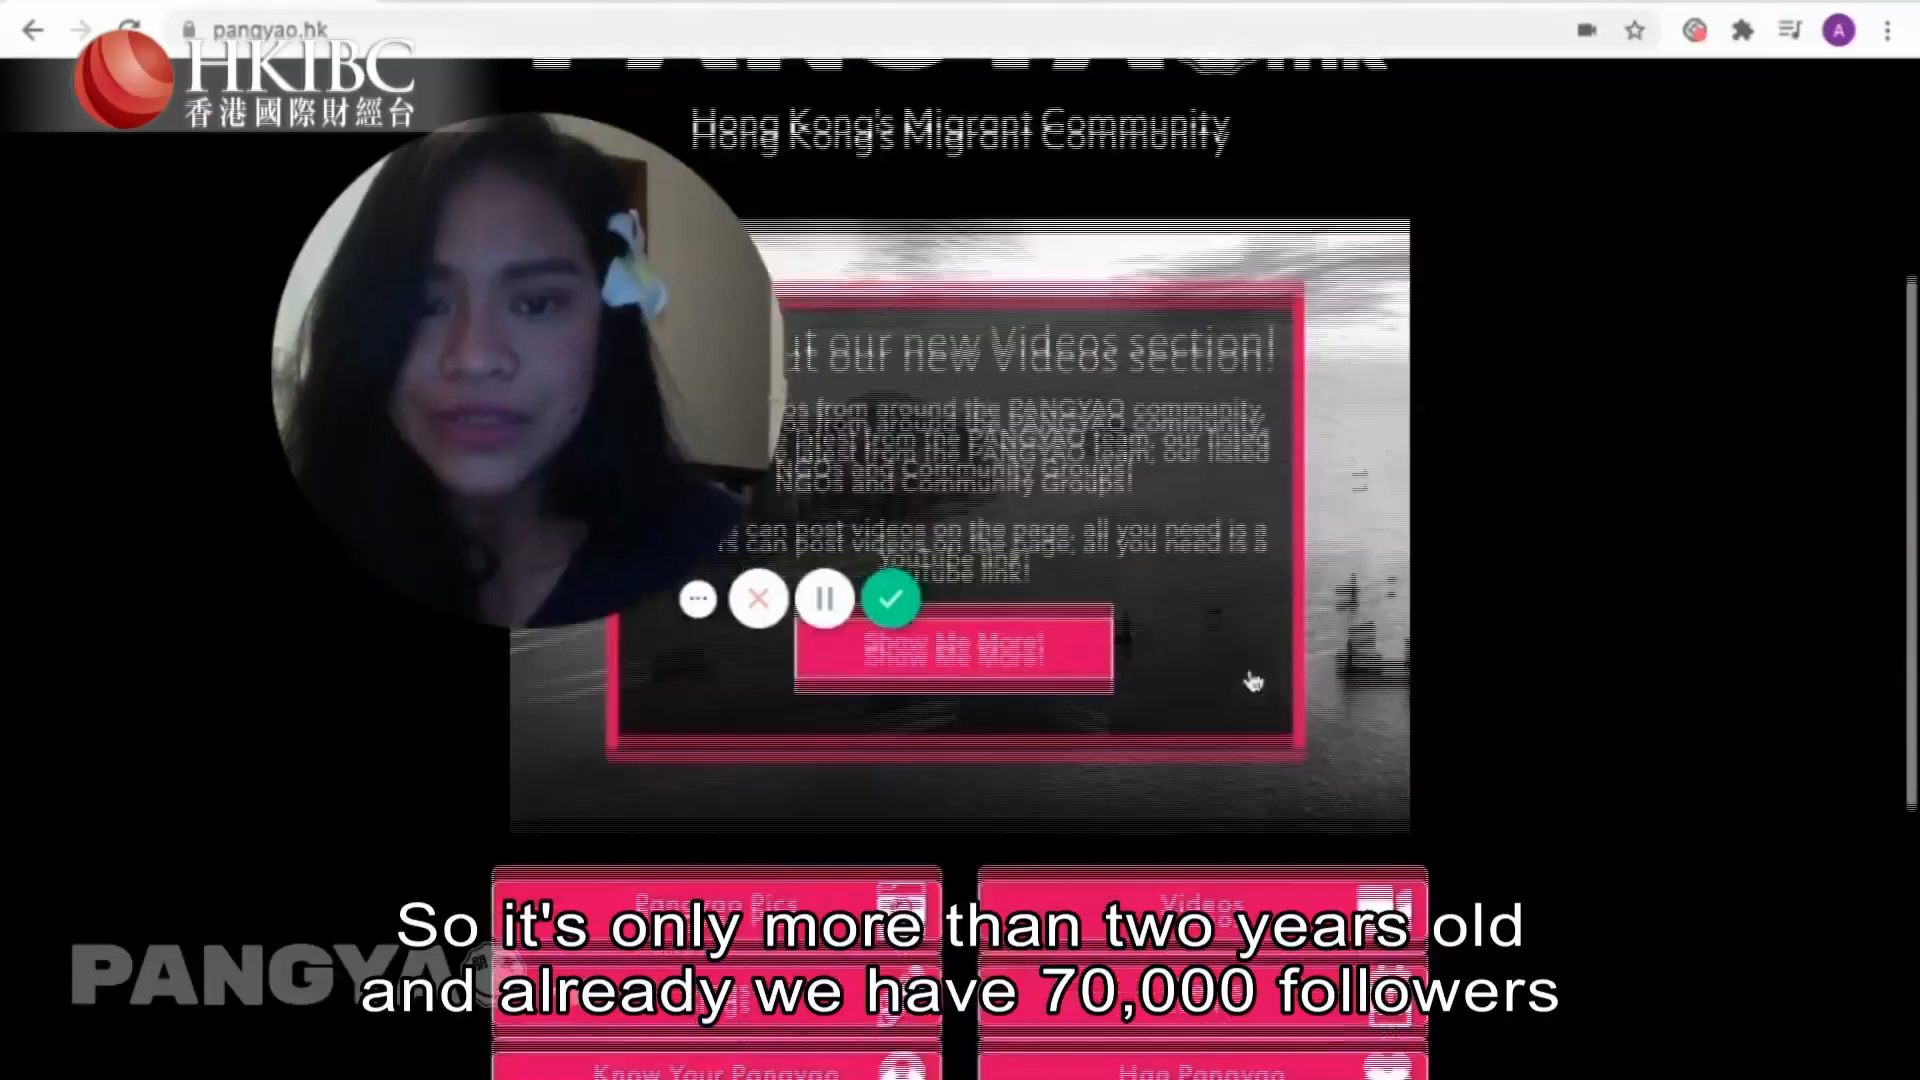 pangyao.hk
A
HKIBC
香港國際財經台
Hong Kong's Migrant Community
our new Videos section!
from around the PANGYAO community,
latest from the PANGYAO team, our listed
NGOs and Community Groups!
can post videos on the page, all you need is a
YouTube link!
Show Me More!
Pangyao Pics
Videos
So it's only more than two years old
PANGYAO
and already we have 70,000 followers
Know Your Pangyao
Hao Pangyao